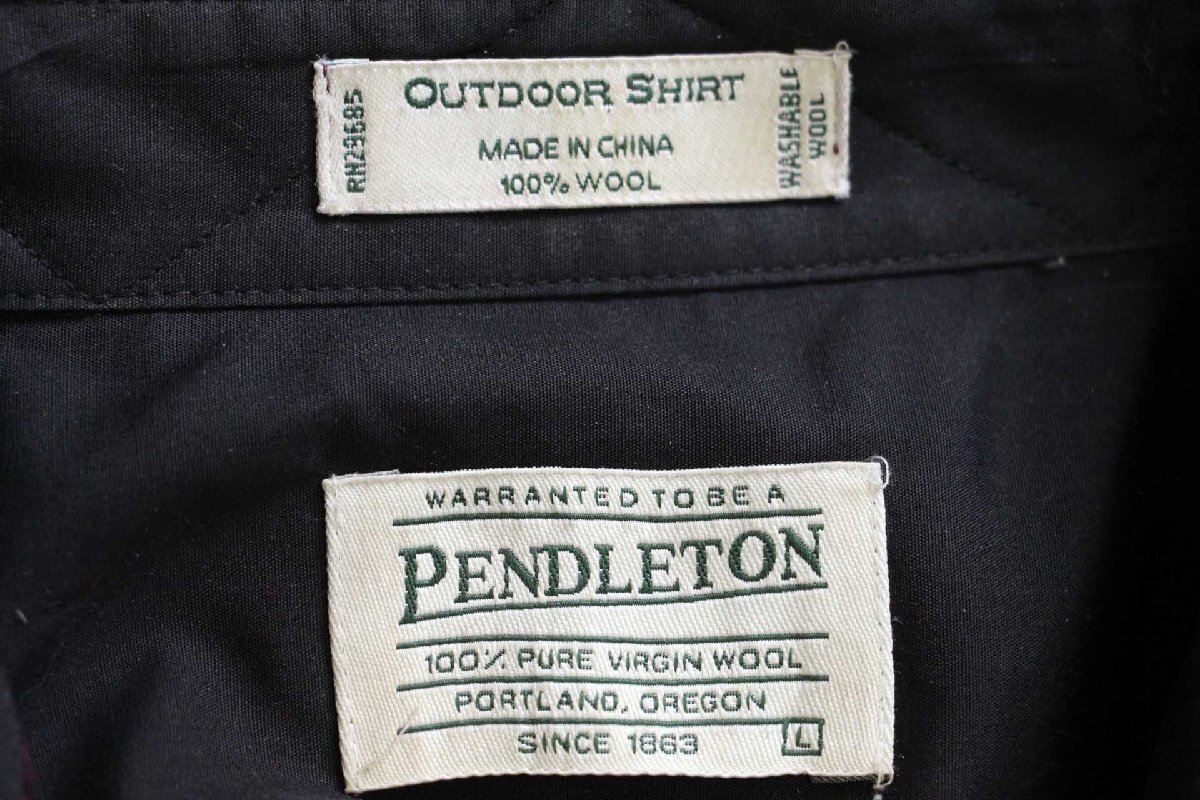 OUTDOOR SHIRT
MADE IN CHINA
100% WOOL
RN29685
WASHABLE
WOOL
WARRANTED TO BE A
PENDLETON
100% PURE VIRGIN WOOL
PORTLAND, OREGON
SINCE 1863
L